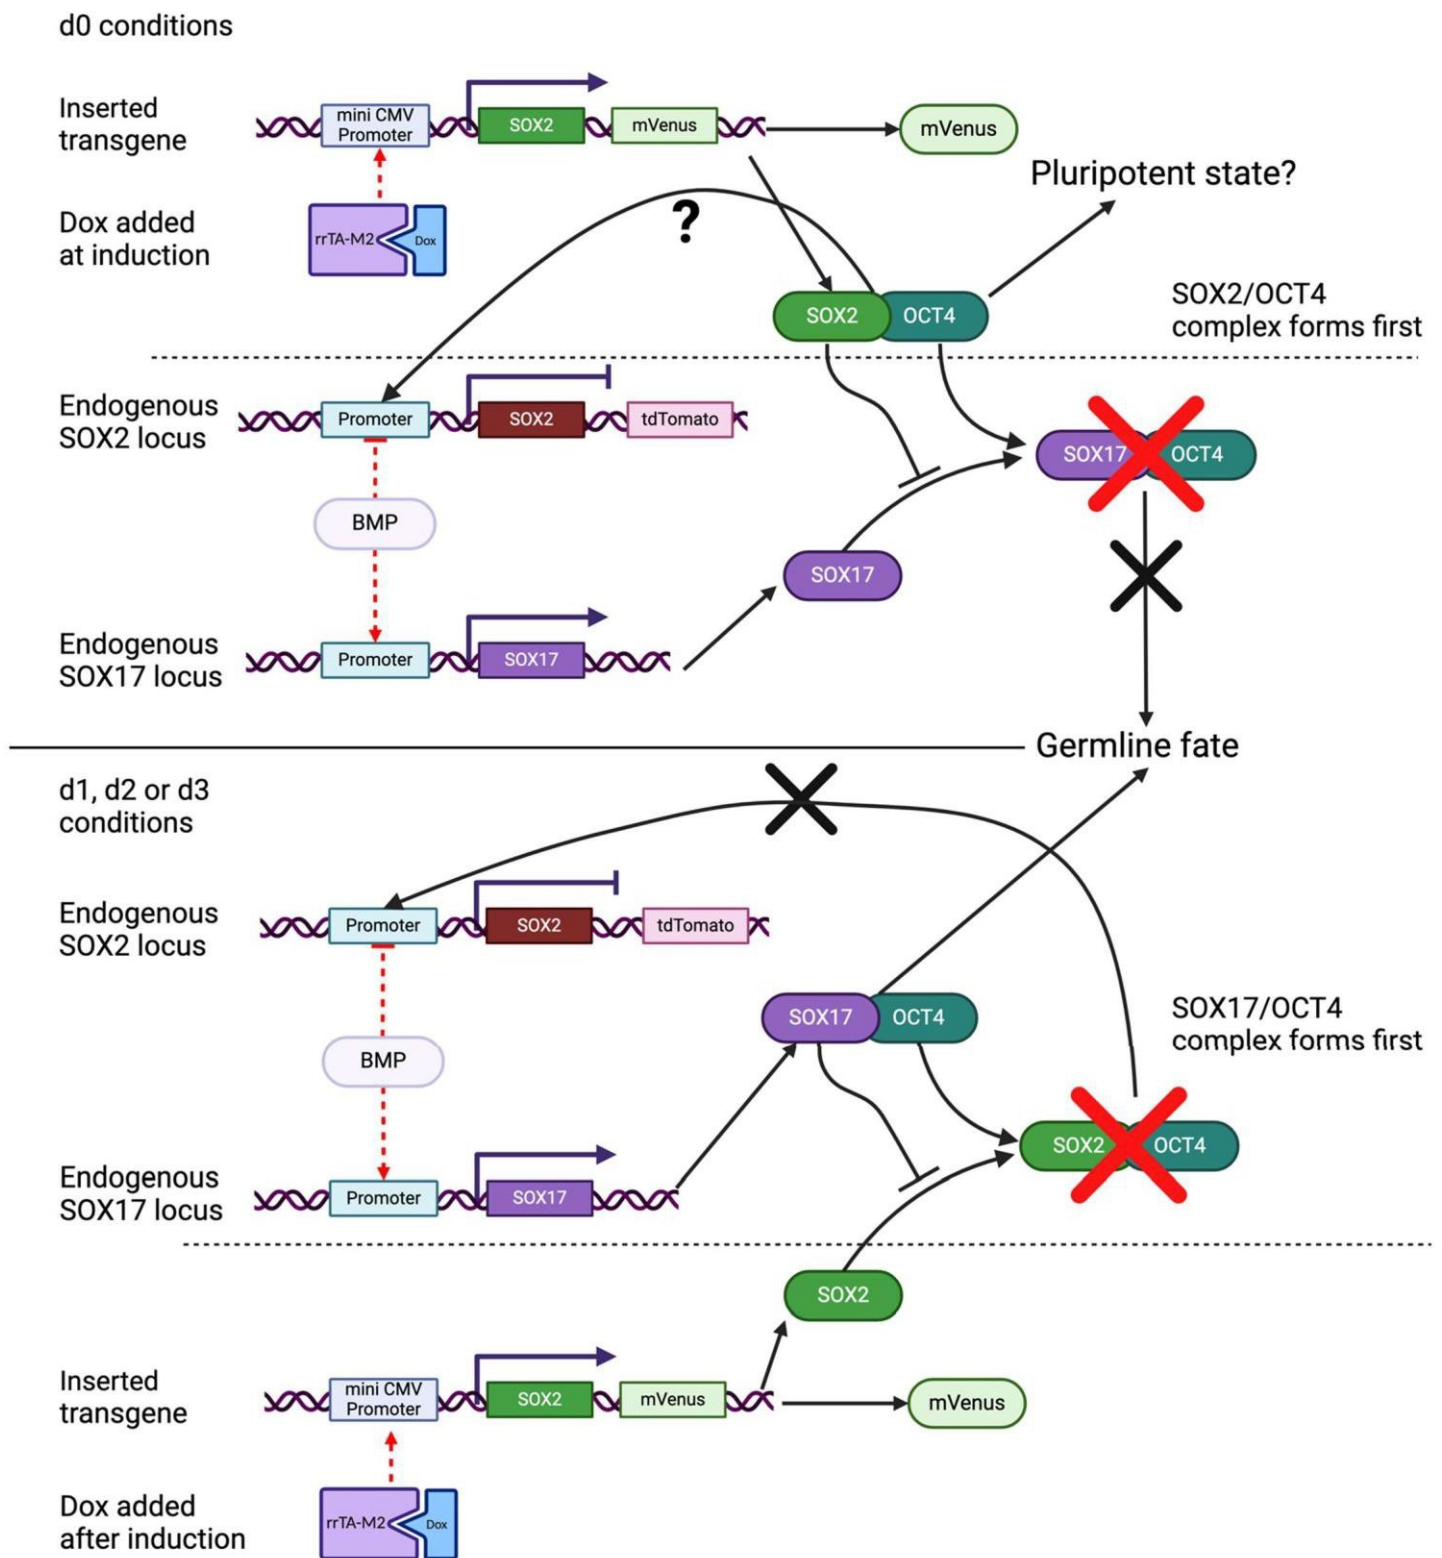 d0 conditions
Inserted
transgene
mini CMV
Promoter
SOX2
mVenus
mVenus
Pluripotent state?
Dox added
at induction
rrTA-M2
Dox
?
SOX2
OCT4
SOX2/OCT4
complex forms first
Endogenous
SOX2 locus
Promoter
SOX2
tdTomato
SOX17
OCT4
BMP
SOX17
Endogenous
SOX17 locus
Promoter
SOX17
Germline fate
d1, d2 or d3
conditions
Endogenous
SOX2 locus
Promoter
SOX2
tdTomato
SOX17
OCT4
SOX17/OCT4
complex forms first
BMP
SOX2
OCT4
Endogenous
SOX17 locus
Promoter
SOX17
SOX2
Inserted
transgene
mini CMV
Promoter
SOX2
mVenus
mVenus
Dox added
after induction
rrTA-M2
Dox